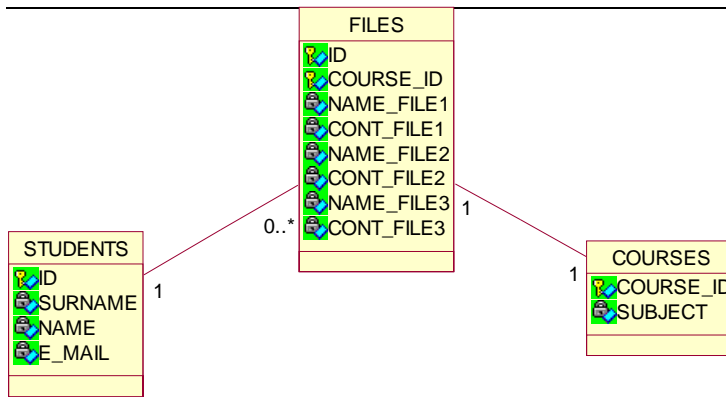 FILES
ID
COURSE_ID
NAME_FILE1
CONT_FILE1
NAME_FILE2
CONT_FILE2
NAME_FILE3
CONT_FILE3
0..*
1
STUDENTS
ID
SURNAME
NAME
E_MAIL
1
1
COURSES
COURSE_ID
SUBJECT